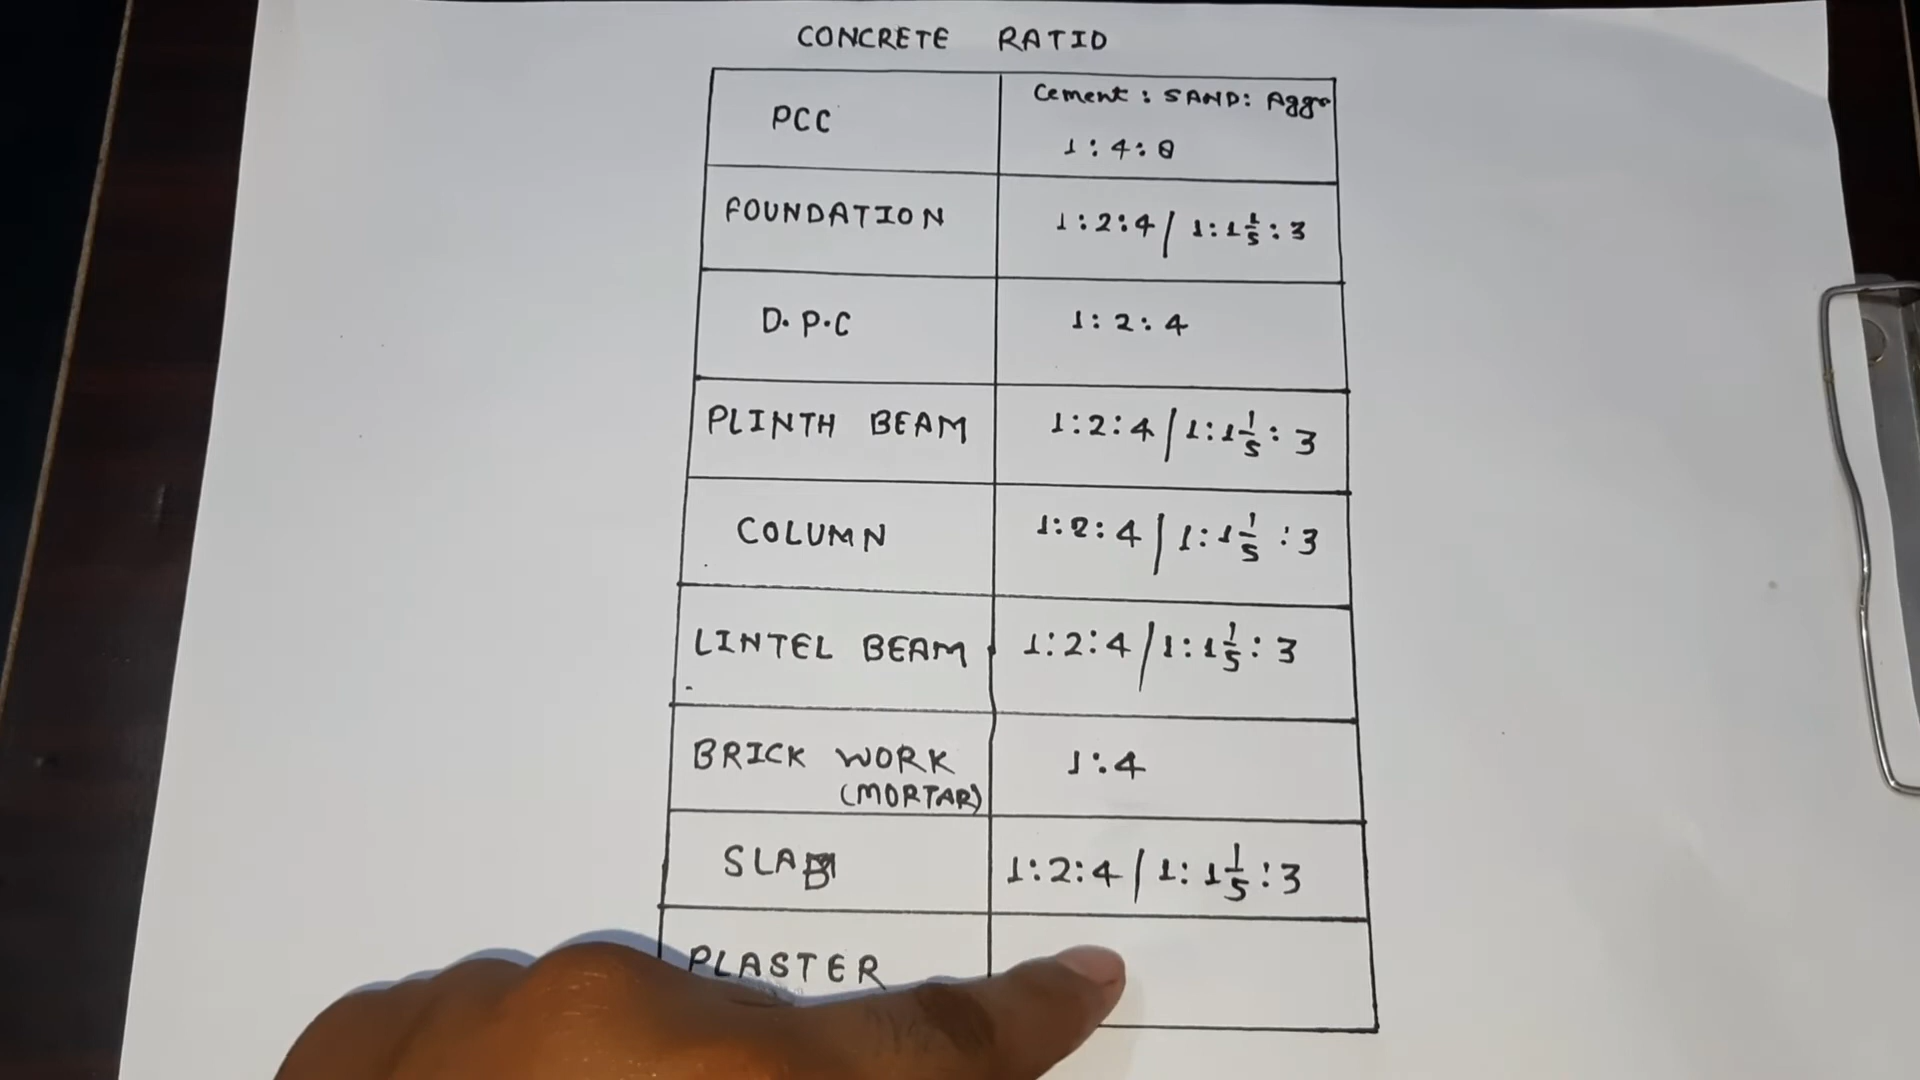 CONCRETE RATIO
PCC
Cement : SAND: Aggr
1 : 4 : 8
FOUNDATION
1:2:4 / 1:1 1/5 : 3
D.P.C
1:2:4
PLINTH BEAM
1:2:4 / 1:1 1/5 : 3
COLUMN
1:2:4 / 1:1 1/5 : 3
LINTEL BEAM
1:2:4 / 1:1 1/5 : 3
BRICK WORK
(MORTAR)
1:4
SLAB
1:2:4 / 1:1 1/5 : 3
PLASTER